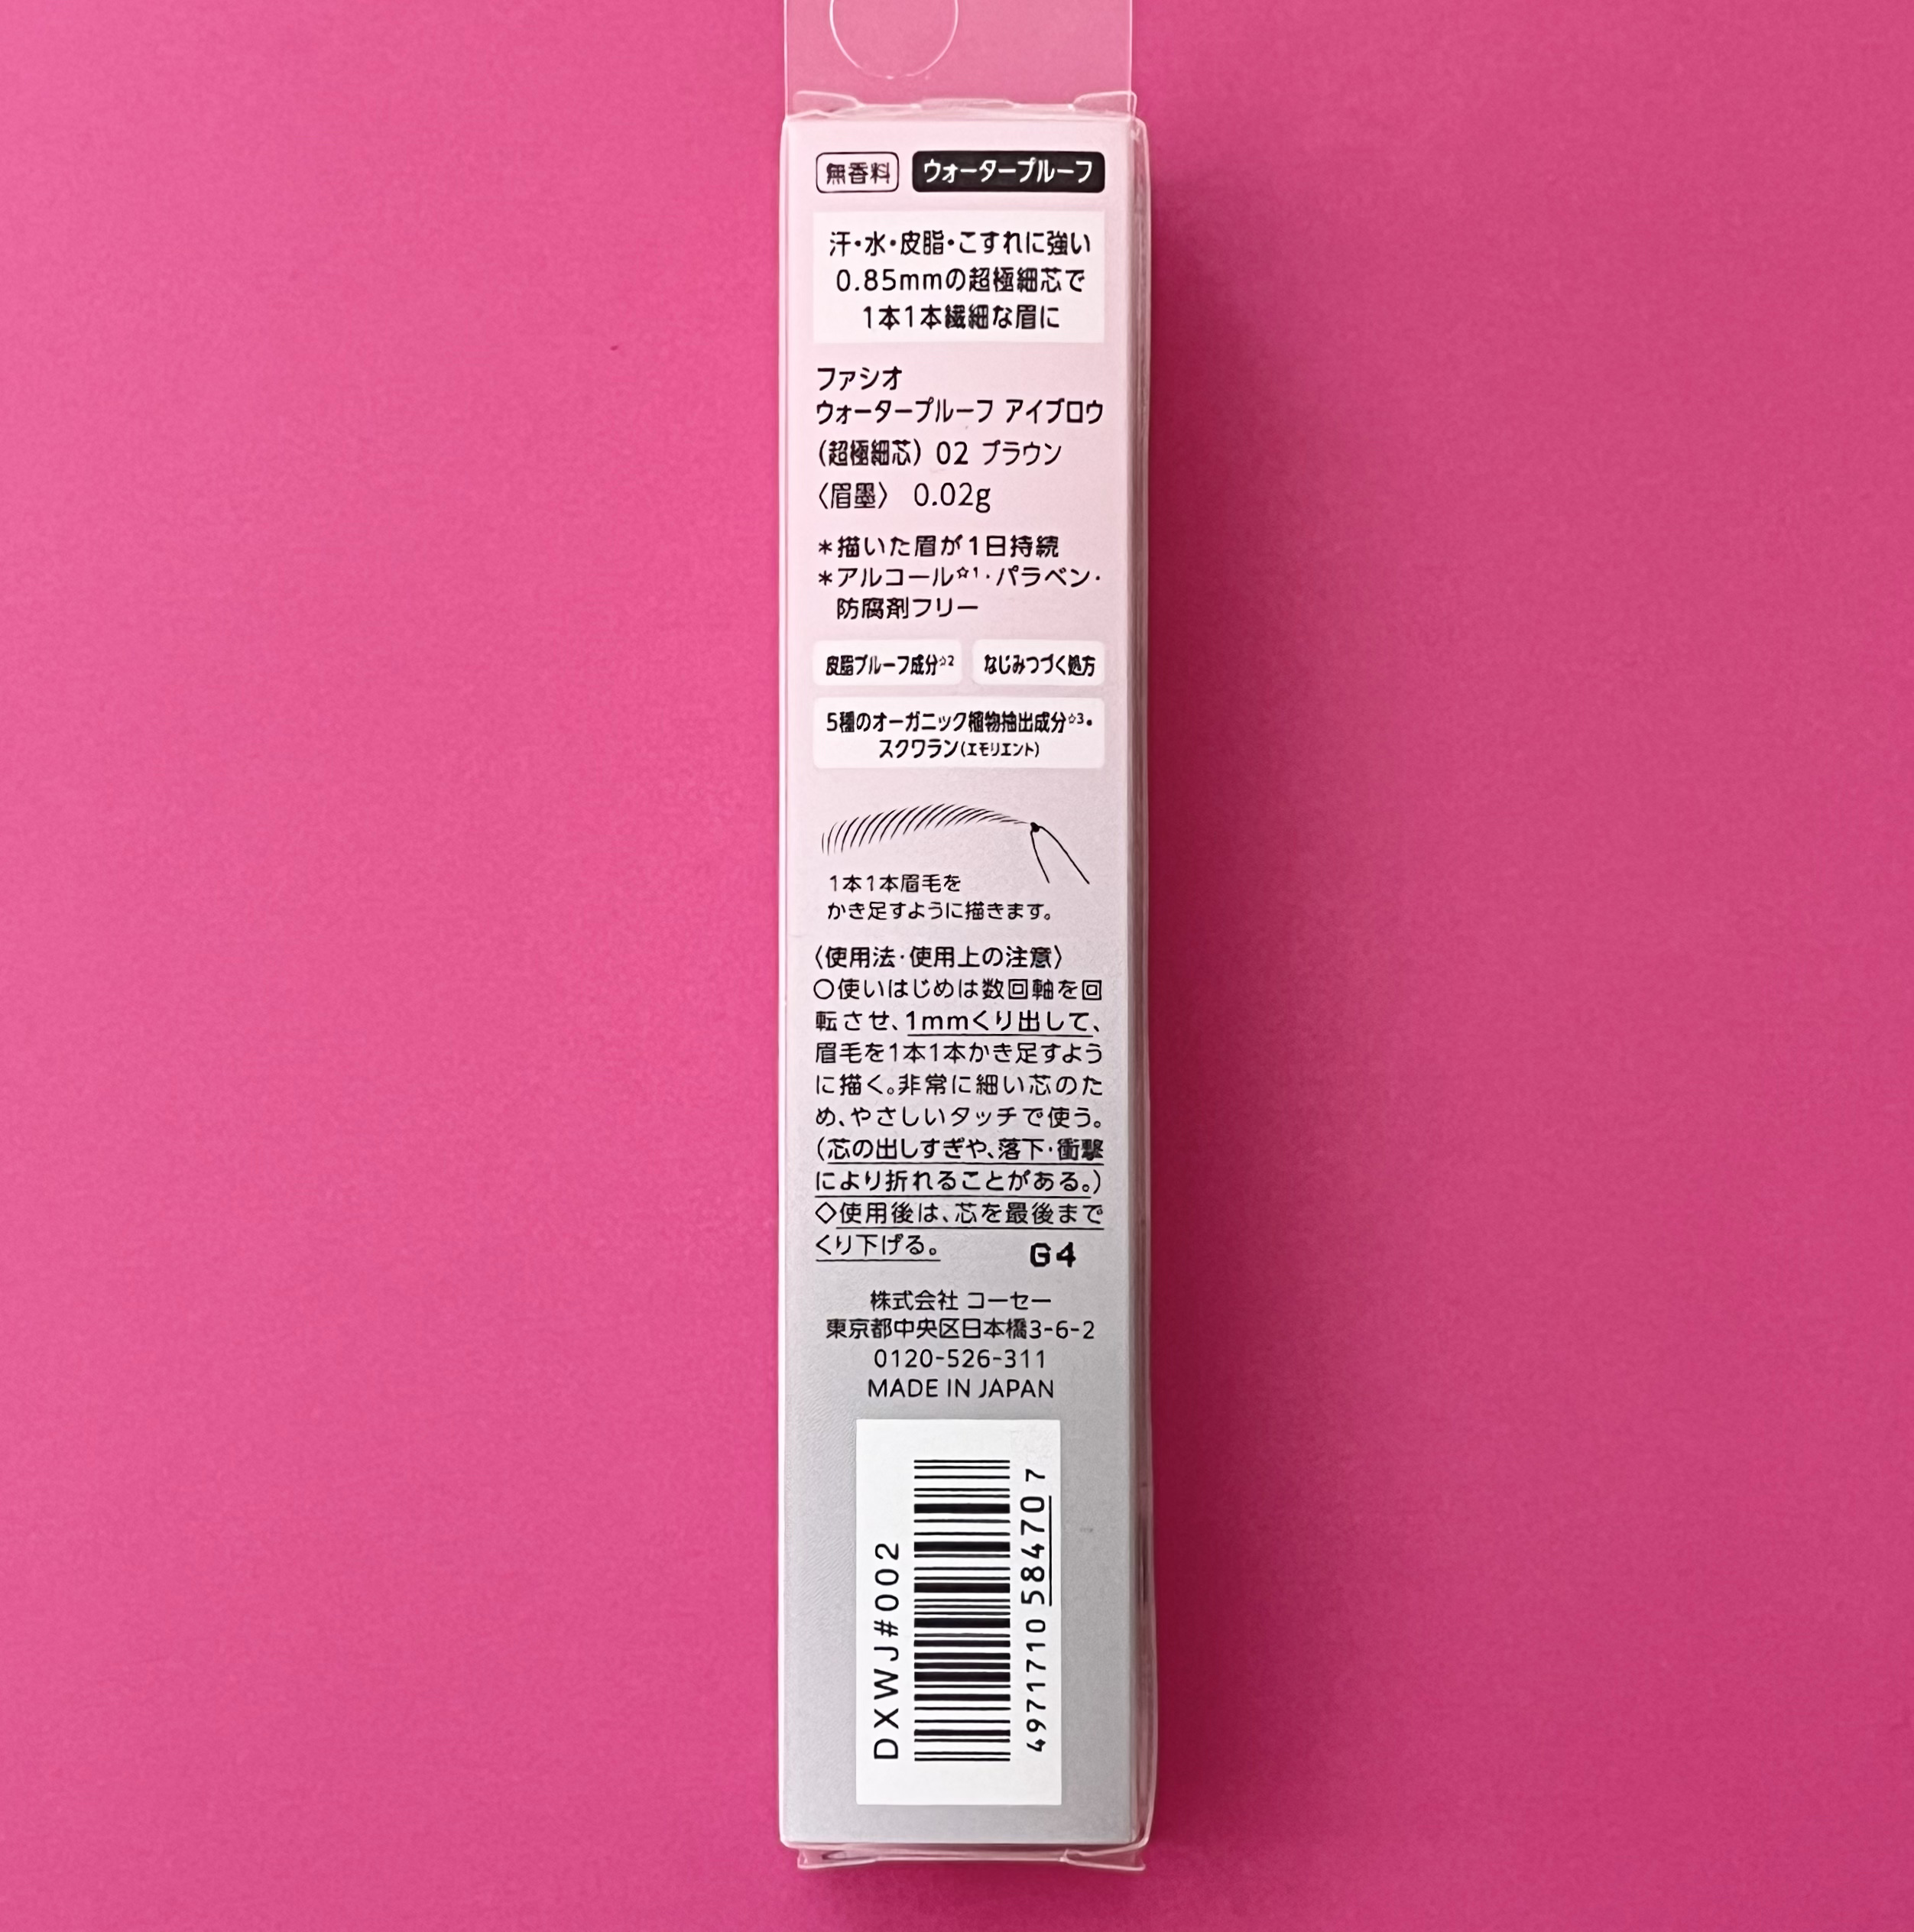 無香料 ウォータープルーフ
汗・水・皮脂・こすれに強い
0.85mmの超極細芯で
1本1本繊細な眉に
ファシオ
ウォータープルーフ アイブロウ
(超極細芯) 02 ブラウン
〈眉墨〉 0.02g
＊描いた眉が1日持続
＊アルコール☆1・パラベン・
防腐剤フリー
皮脂プルーフ成分☆2 なじみつづく処方
5種のオーガニック植物抽出成分☆3・
スクワラン(エモリエント)
1本1本眉毛を
かき足すように描きます。
〈使用法・使用上の注意〉
○使いはじめは数回軸を回
転させ、1mmくり出して、
眉毛を1本1本かき足すよう
に描く。非常に細い芯のた
め、やさしいタッチで使う。
(芯の出しすぎや、落下・衝撃
により折れることがある。)
◇使用後は、芯を最後まで
くり下げる。 G4
株式会社 コーセー
東京都中央区日本橋3-6-2
0120-526-311
MADE IN JAPAN
DXWJ#002
4971710584707